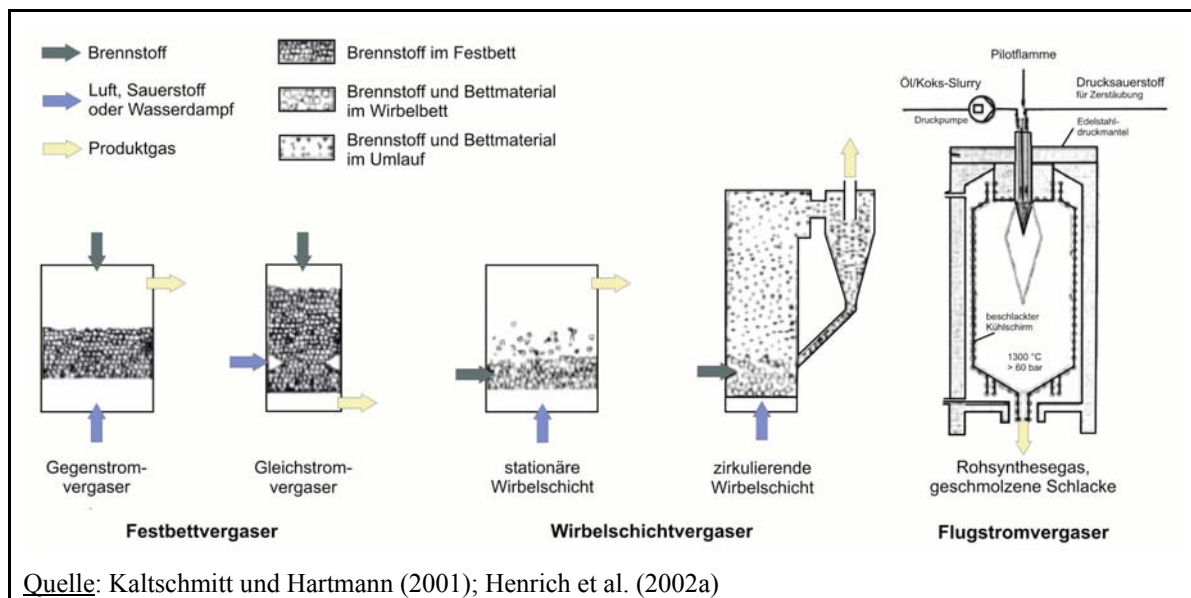 Brennstoff
Luft, Sauerstoff
oder Wasserdampf
Produktgas
Brennstoff im Festbett
Brennstoff und Bettmaterial
im Wirbelbett
Brennstoff und Bettmaterial
im Umlauf
Pilotflamme
Öl/Koks-Slurry
Druckpumpe
Drucksauerstoff
für Zerstäubung
Edelstahl-
druckmantel
beschlackter
Kühlschirm
1300 °C
> 60 bar
Gegenstrom-
vergaser
Gleichstrom-
vergaser
stationäre
Wirbelschicht
zirkulierende
Wirbelschicht
Rohsynthesegas,
geschmolzene Schlacke
Festbettvergaser
Wirbelschichtvergaser
Flugstromvergaser
Quelle: Kaltschmitt und Hartmann (2001); Henrich et al. (2002a)